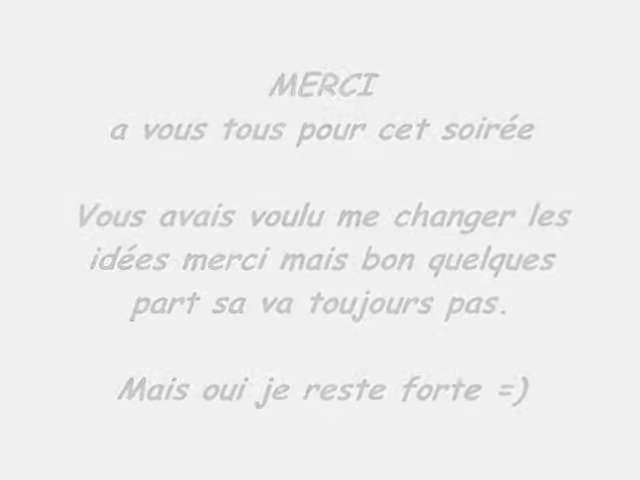 MERCI
a vous tous pour cet soirée
Vous avais voulu me changer les
idées merci mais bon quelques
part sa va toujours pas.
Mais oui je reste forte =)